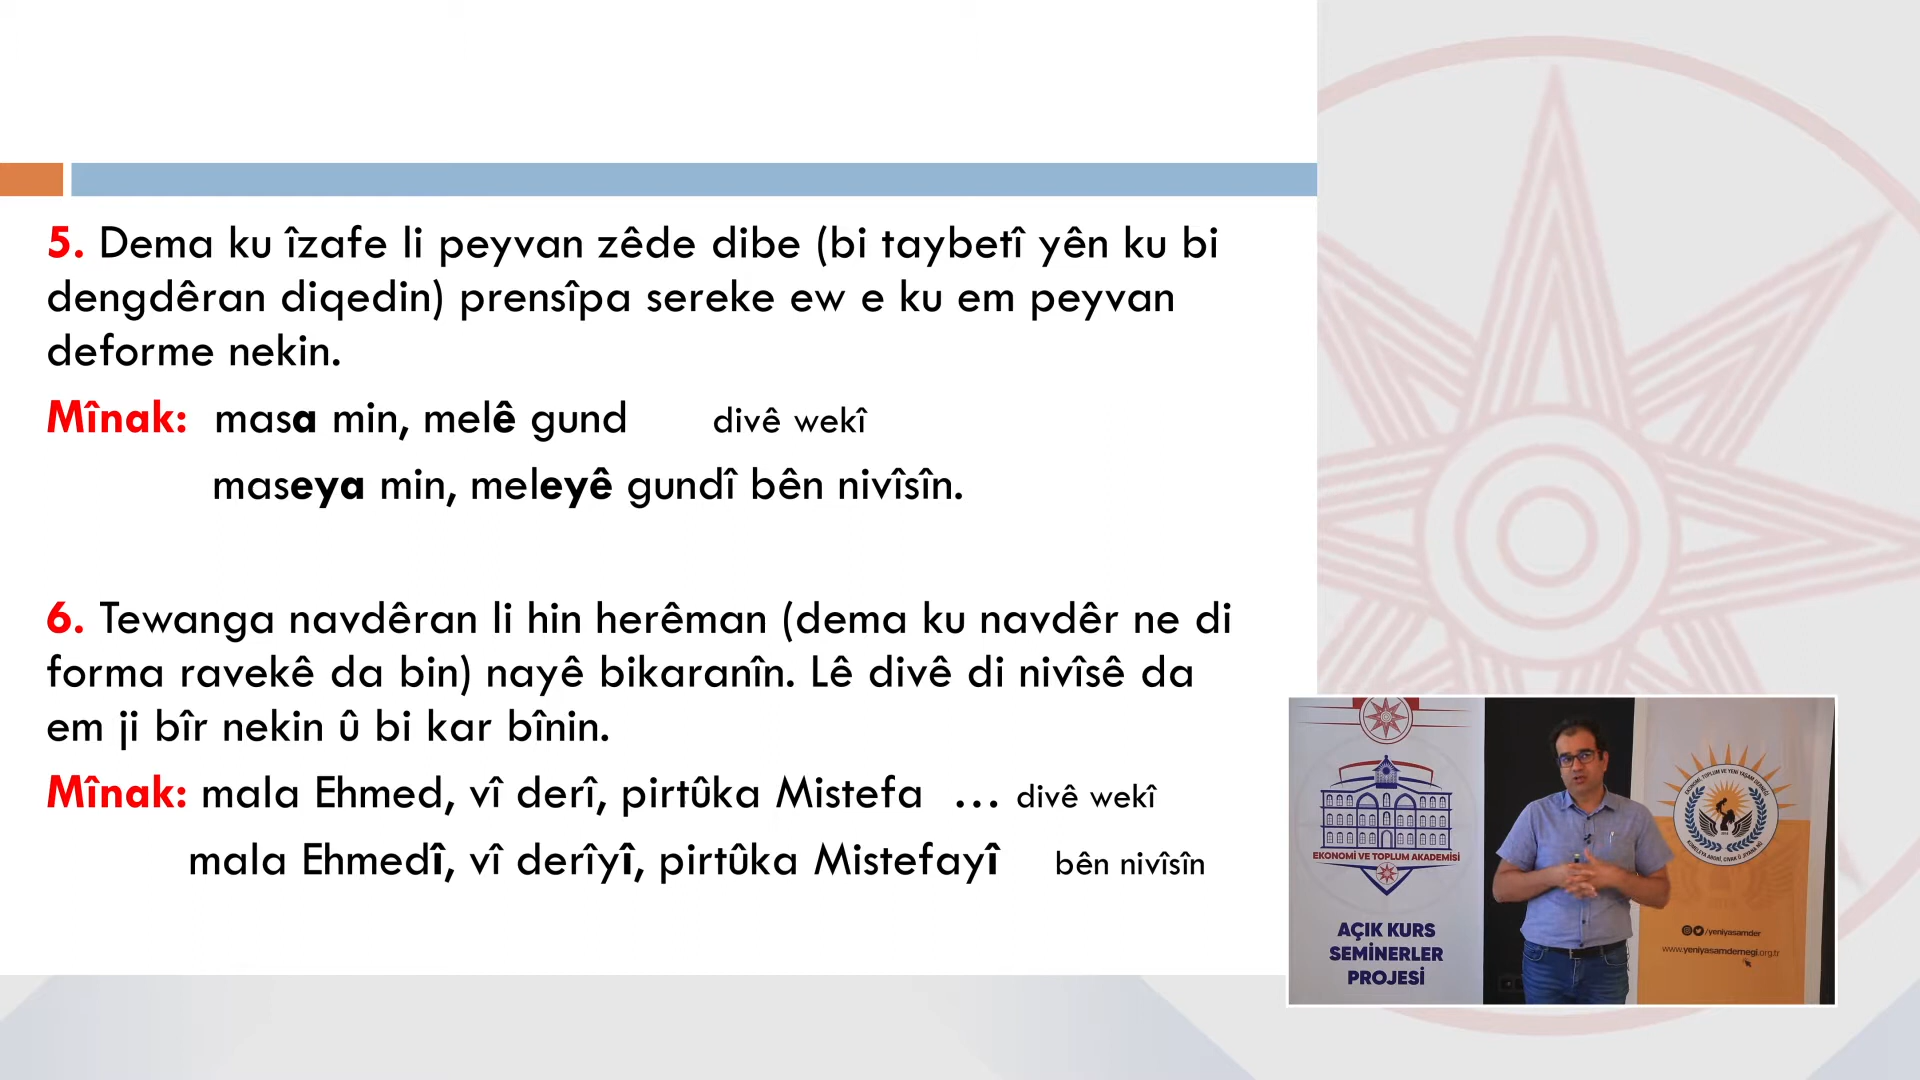 5. Dema ku îzafe li peyvan zêde dibe (bi taybetî yên ku bi
dengdêran diqedin) prensîpa sereke ew e ku em peyvan
deforme nekin.
Mînak: masa min, melê gund divê wekî
maseya min, meleyê gundî bên nivîsîn.
6. Tewanga navdêran li hin herêman (dema ku navdêr ne di
forma ravekê da bin) nayê bikaranîn. Lê divê di nivîsê da
em ji bîr nekin û bi kar bînin.
Mînak: mala Ehmed, vî derî, pirtûka Mistefa ... divê wekî
mala Ehmedî, vî derîyî, pirtûka Mistefayî bên nivîsîn
EKONOMİ VE TOPLUM AKADEMİSİ
AÇIK KURS
SEMİNERLER
PROJESİ
/yeniyasamder
www.yeniyasamdernegi.org.tr